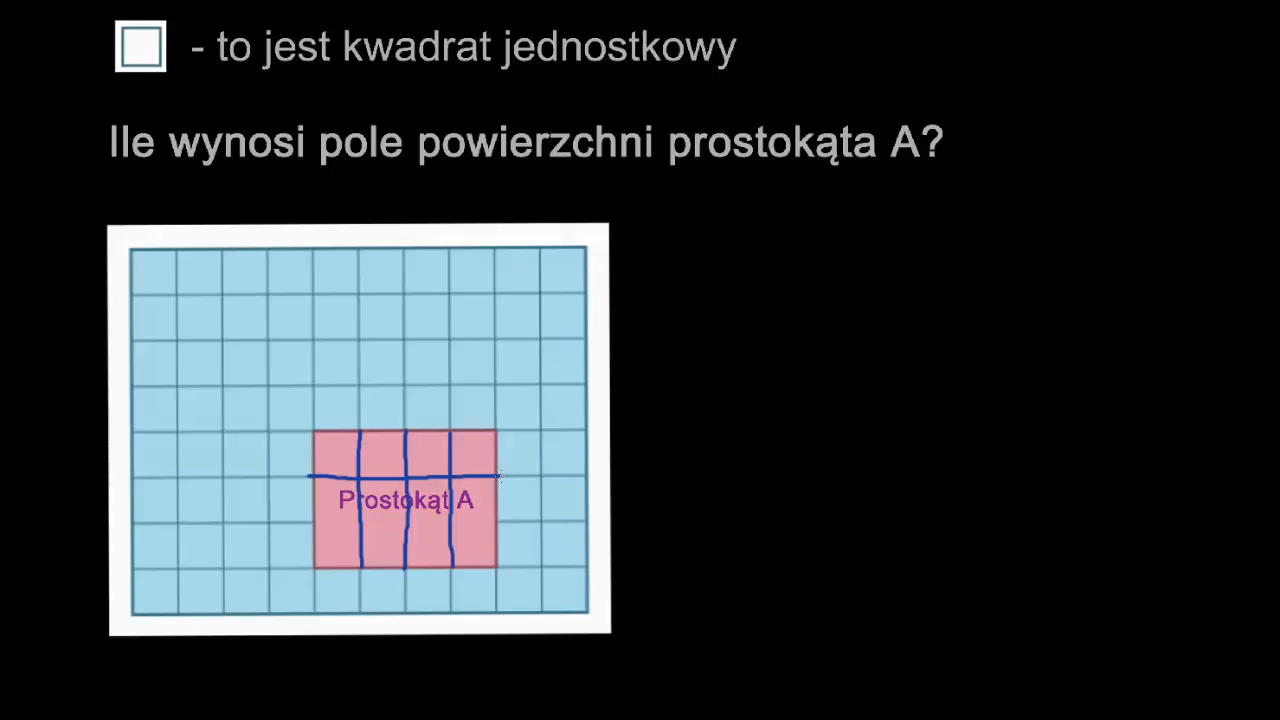 - to jest kwadrat jednostkowy
Ile wynosi pole powierzchni prostokąta A?
Prostokąt A